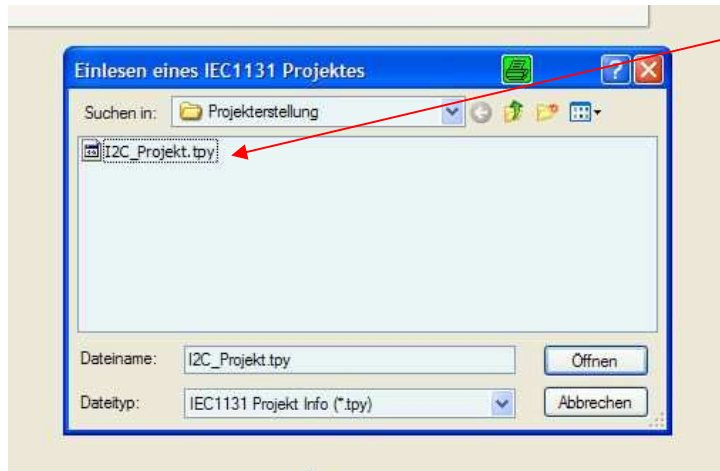 Einlesen eines IEC1131 Projektes
Suchen in: Projekterstellung
I2C_Projekt.tpy
Dateiname: I2C_Projekt.tpy Öffnen
Dateityp: IEC1131 Projekt Info (*.tpy) Abbrechen